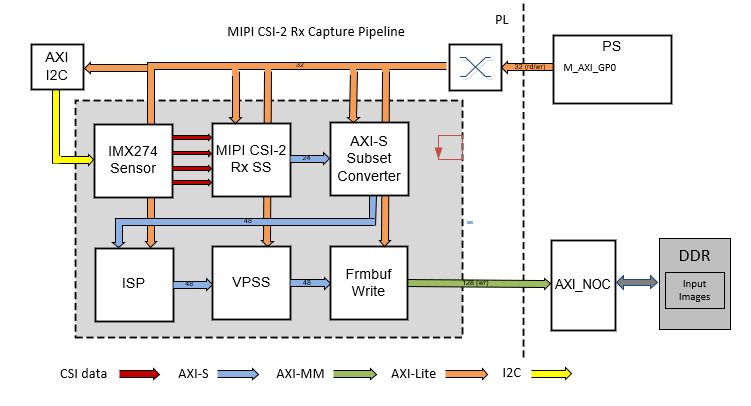 MIPI CSI-2 Rx Capture Pipeline
PL
AXI
I2C
32
32 (rd/wr)
PS
M_AXI_GP0
IMX274
Sensor
MIPI CSI-2
Rx SS
24
AXI-S
Subset
Converter
48
ISP
48
VPSS
48
Frmbuf
Write
128 (wr)
AXI_NOC
DDR
Input
Images
CSI data
AXI-S
AXI-MM
AXI-Lite
I2C